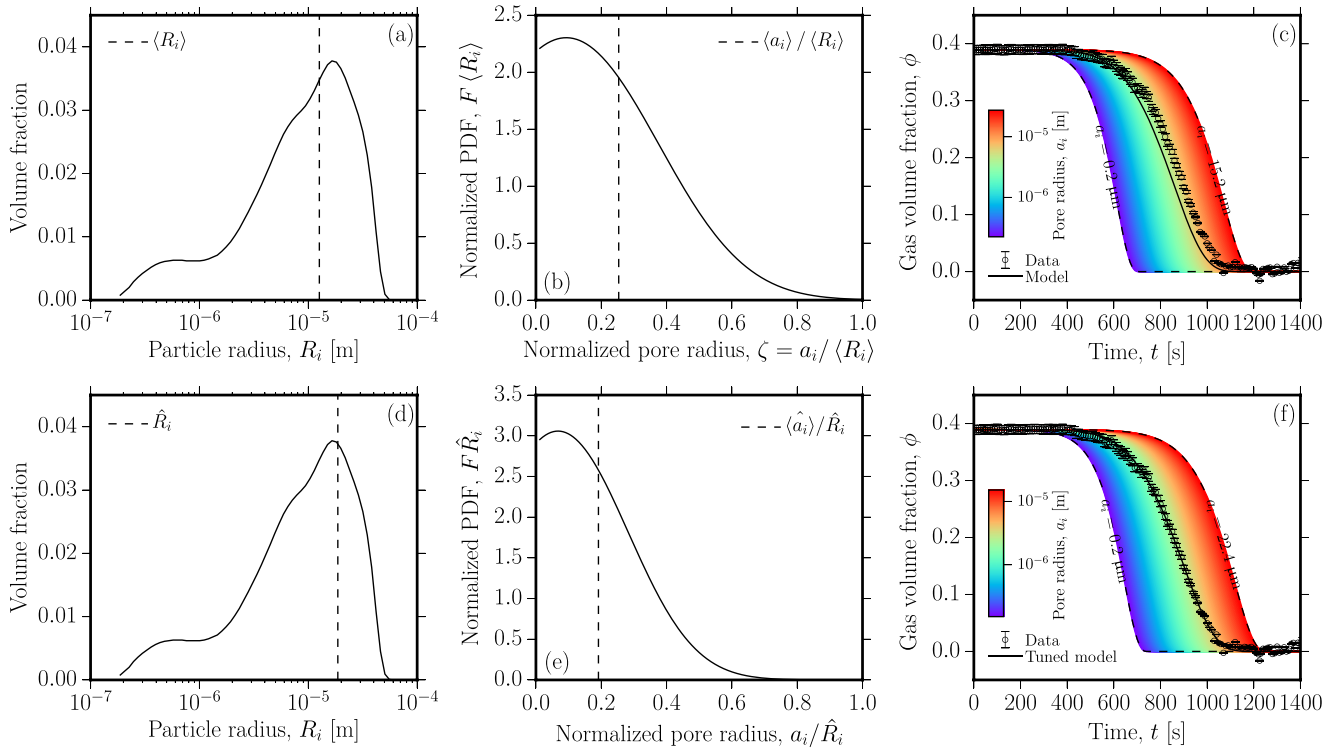 0.04
0.03
0.02
0.01
0.00
Volume fraction
⟨R_i⟩
(a)
10^−7
10^−6
10^−5
10^−4
Particle radius, R_i [m]
2.5
2.0
1.5
1.0
0.5
0.0
Normalized PDF, F ⟨R_i⟩
⟨a_i⟩ / ⟨R_i⟩
(b)
0.0
0.2
0.4
0.6
0.8
1.0
Normalized pore radius, ζ = a_i / ⟨R_i⟩
0.4
0.3
0.2
0.1
0.0
Gas volume fraction, ϕ
(c)
10^−5
10^−6
Pore radius, a_i [m]
a_i = 0.2 µm
a_i = 15.2 µm
Data
Model
0
200
400
600
800
1000
1200
1400
Time, t [s]
0.04
0.03
0.02
0.01
0.00
Volume fraction
R̂_i
(d)
10^−7
10^−6
10^−5
10^−4
Particle radius, R_i [m]
3.5
3.0
2.5
2.0
1.5
1.0
0.5
0.0
Normalized PDF, F R̂_i
⟨â_i⟩/R̂_i
(e)
0.0
0.2
0.4
0.6
0.8
1.0
Normalized pore radius, a_i/R̂_i
0.4
0.3
0.2
0.1
0.0
Gas volume fraction, ϕ
(f)
10^−5
10^−6
Pore radius, a_i [m]
a_i = 0.2 µm
a_i = 22.4 µm
Data
Tuned model
0
200
400
600
800
1000
1200
1400
Time, t [s]